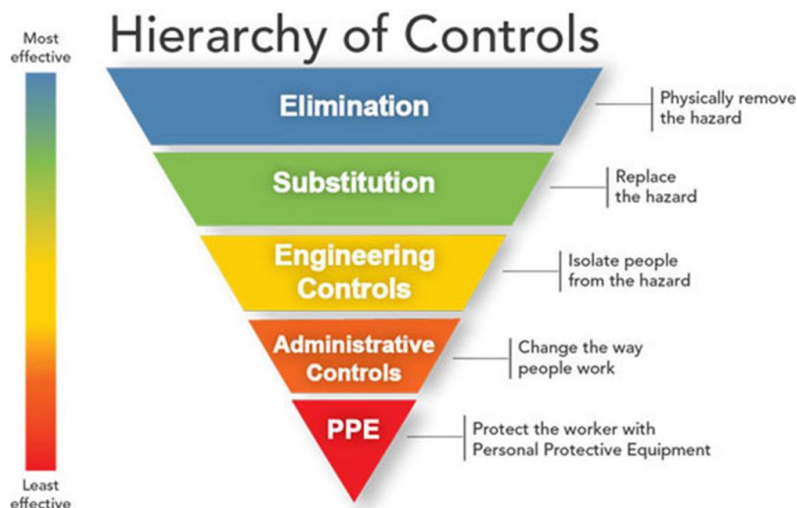 Hierarchy of Controls
Most
effective
Elimination
Physically remove
the hazard
Substitution
Replace
the hazard
Engineering
Controls
Isolate people
from the hazard
Administrative
Controls
Change the way
people work
PPE
Protect the worker with
Personal Protective Equipment
Least
effective